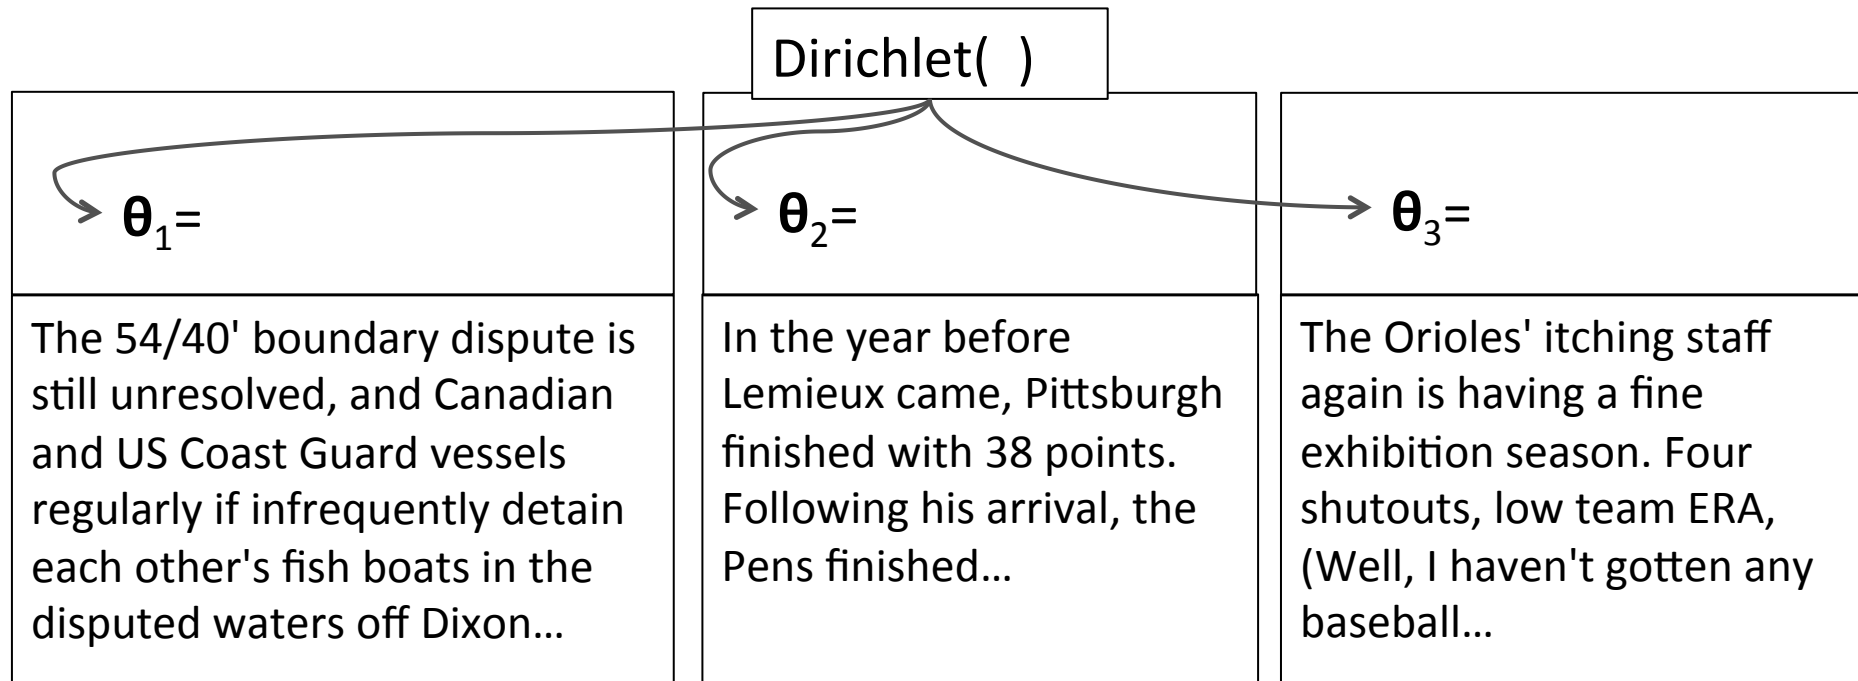 Dirichlet( )
θ1=
θ2=
θ3=
The 54/40' boundary dispute is
still unresolved, and Canadian
and US Coast Guard vessels
regularly if infrequently detain
each other's fish boats in the
disputed waters off Dixon…
In the year before
Lemieux came, Pittsburgh
finished with 38 points.
Following his arrival, the
Pens finished…
The Orioles' itching staff
again is having a fine
exhibition season. Four
shutouts, low team ERA,
(Well, I haven't gotten any
baseball…